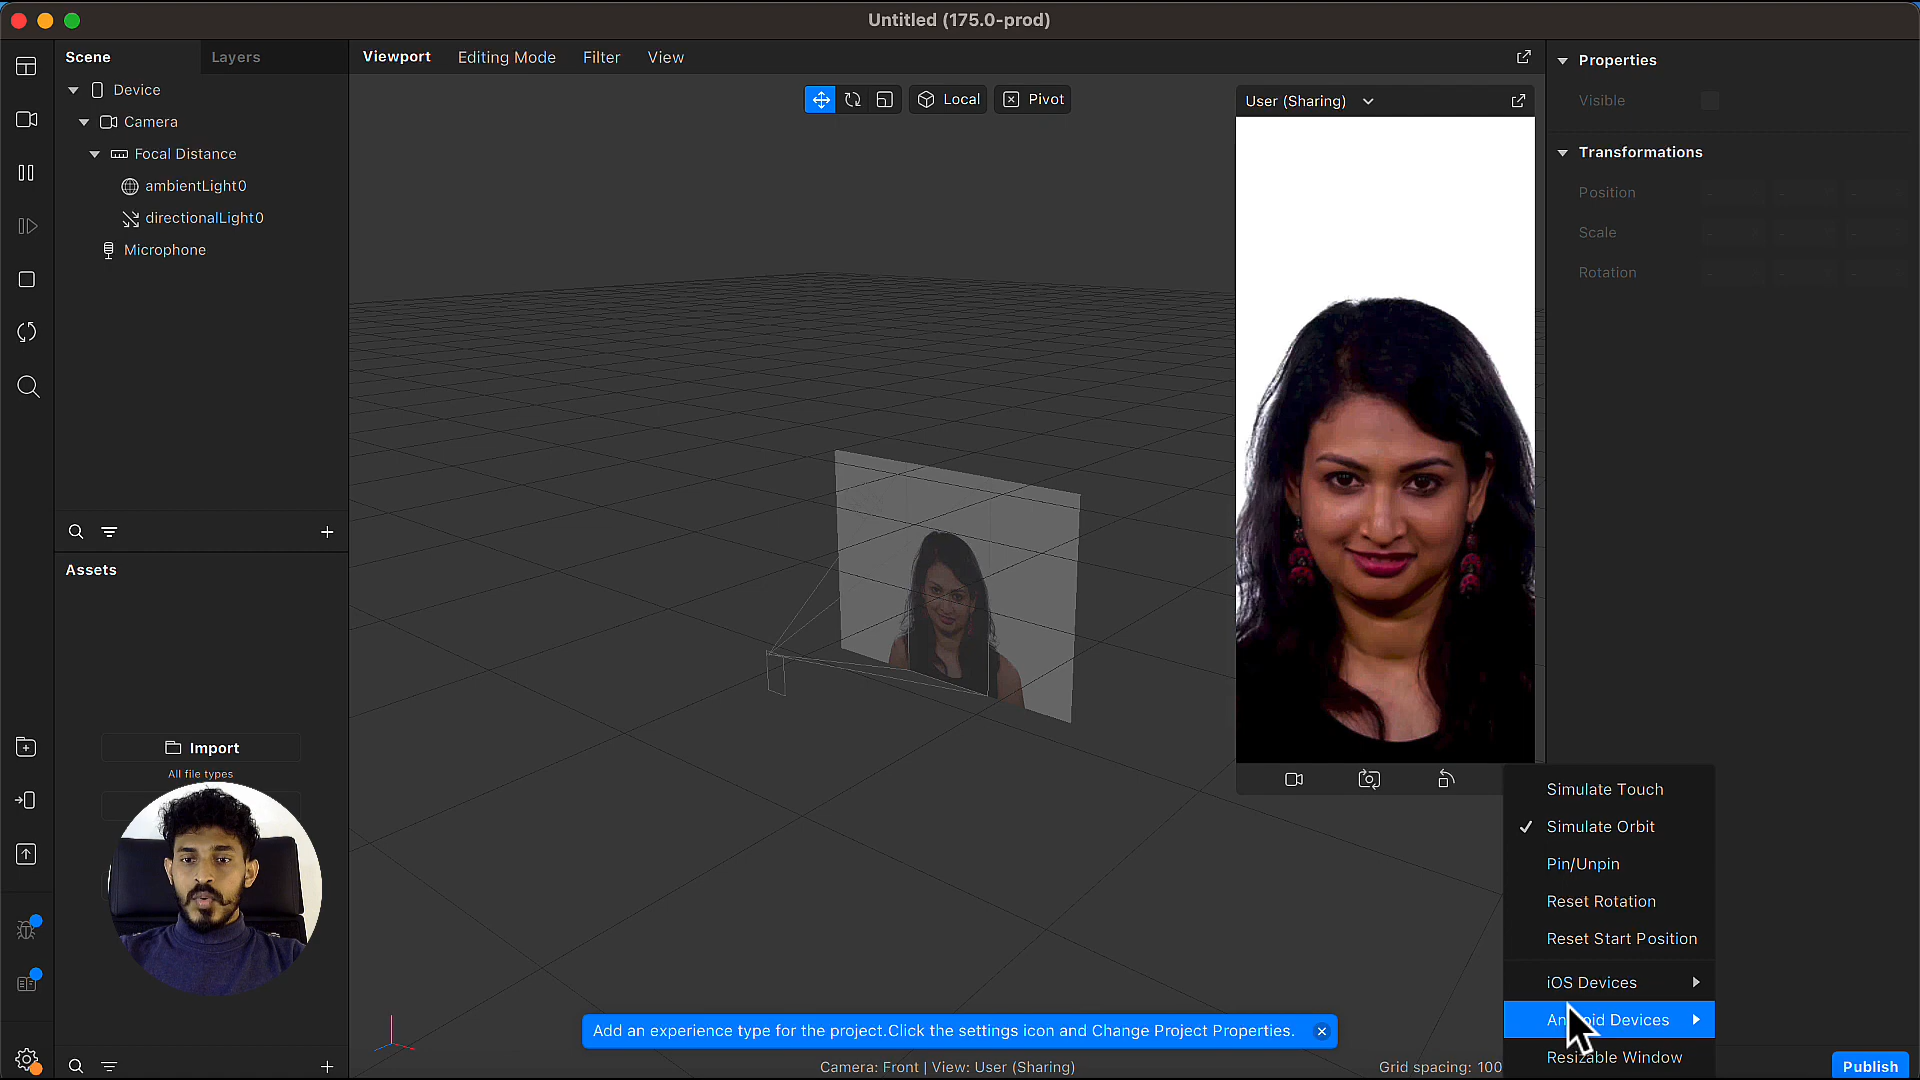 Untitled (175.0-prod)
Scene
Layers
Device
Camera
Focal Distance
ambientLight0
directionalLight0
Microphone
Assets
Import
All file types
Viewport
Editing Mode
Filter
View
Local
Pivot
User (Sharing)
Properties
Visible
Transformations
Position
Scale
Rotation
Simulate Touch
Simulate Orbit
Pin/Unpin
Reset Rotation
Reset Start Position
iOS Devices
Android Devices
Resizable Window
Add an experience type for the project.Click the settings icon and Change Project Properties.
Camera: Front | View: User (Sharing)
Grid spacing: 100
Publish